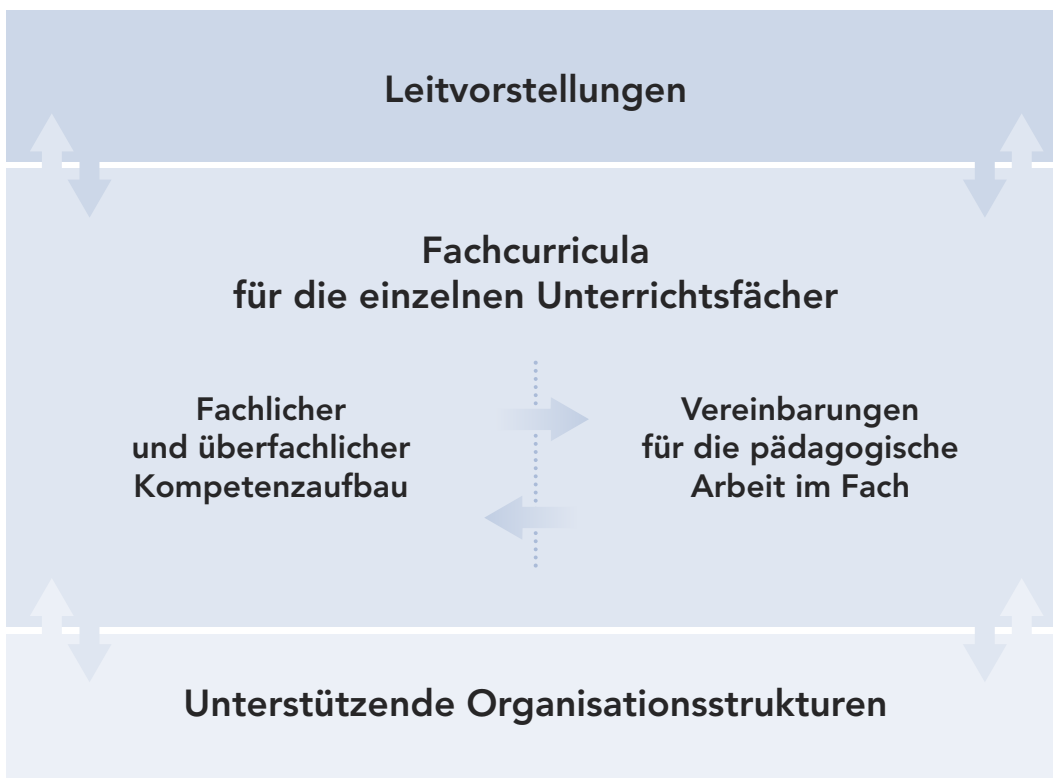 Leitvorstellungen
Fachcurricula
für die einzelnen Unterrichtsfächer
Fachlicher
und überfachlicher
Kompetenzaufbau
Vereinbarungen
für die pädagogische
Arbeit im Fach
Unterstützende Organisationsstrukturen